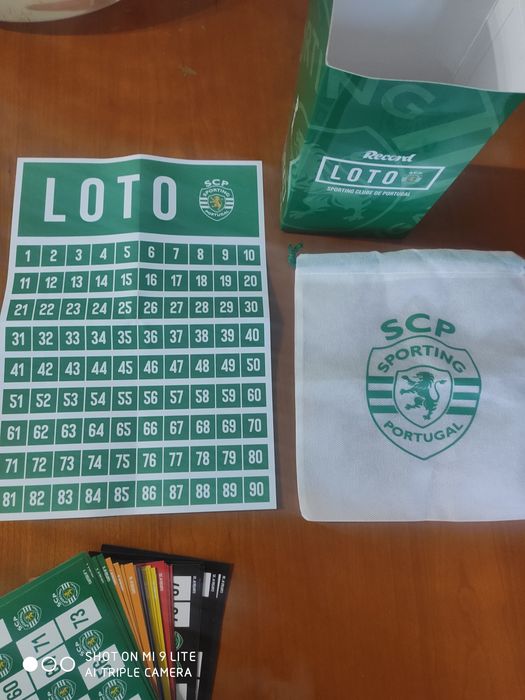 LOTO
SCP
SPORTING
PORTUGAL
1 2 3 4 5 6 7 8 9 10
11 12 13 14 15 16 17 18 19 20
21 22 23 24 25 26 27 28 29 30
31 32 33 34 35 36 37 38 39 40
41 42 43 44 45 46 47 48 49 50
51 52 53 54 55 56 57 58 59 60
61 62 63 64 65 66 67 68 69 70
71 72 73 74 75 76 77 78 79 80
81 82 83 84 85 86 87 88 89 90
Record
LOTO
SPORTING CLUBE DE PORTUGAL
SCP
SPORTING
PORTUGAL
73
71
60
SHOT ON MI 9 LITE
AI TRIPLE CAMERA